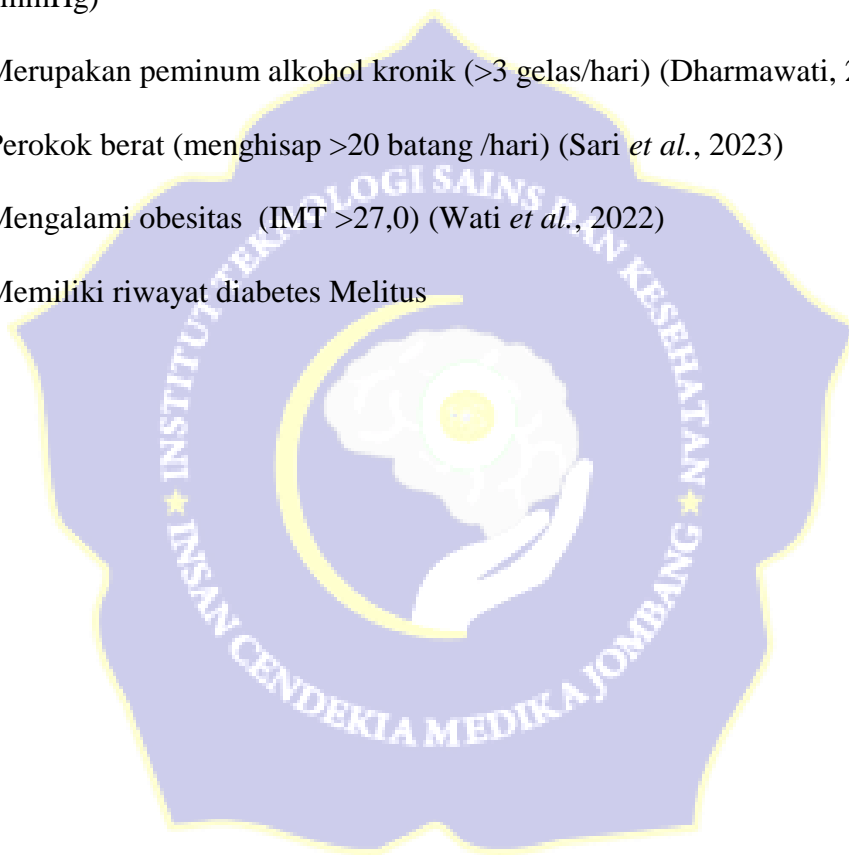 Merupakan peminum alkohol kronik (>3 gelas/hari) (Dharmawati,
Perokok berat (menghisap >20 batang /hari) (Sari et al., 2023)
Mengalami obesitas (IMT >27,0) (Wati et al., 2022)
Memiliki riwayat diabetes Melitus
INSTITUT TEKNOLOGI SAINS DAN KESEHATAN
INSAN CENDEKIA MEDIKA JOMBANG